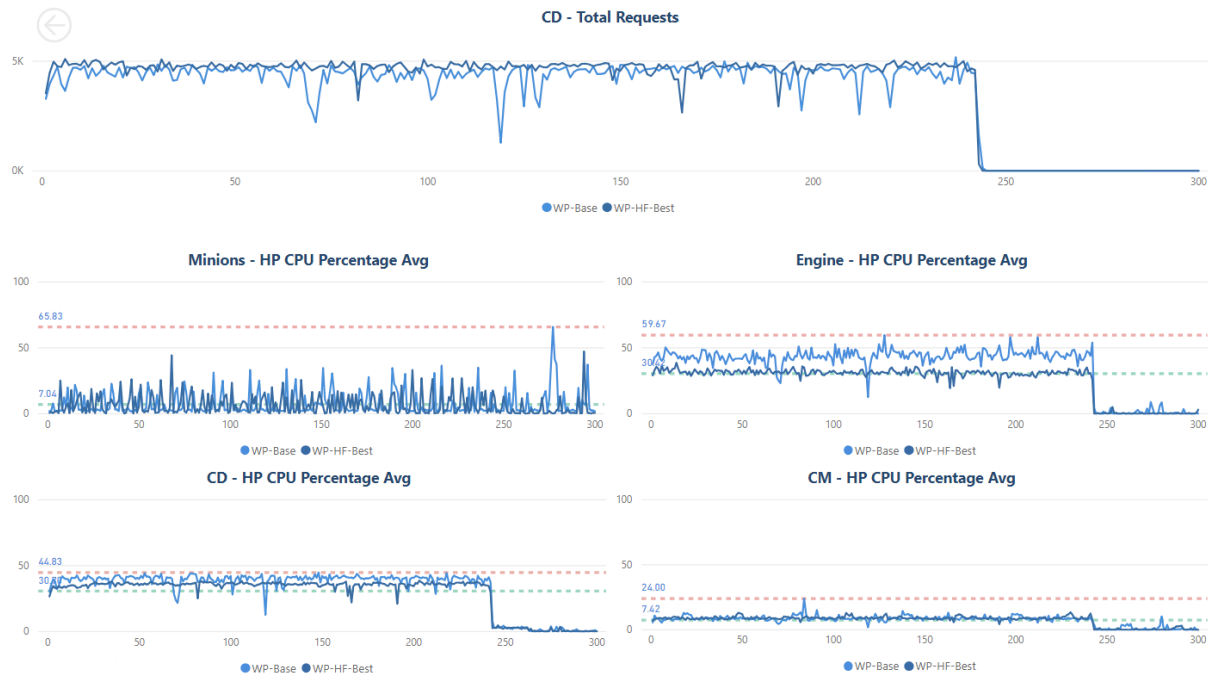 CD - Total Requests
5K
0K
0 50 100 150 200 250 300
WP-Base WP-HF-Best
Minions - HP CPU Percentage Avg
100
65.83
50
7.04
0
0 50 100 150 200 250 300
WP-Base WP-HF-Best
Engine - HP CPU Percentage Avg
100
59.67
50
0
0 50 100 150 200 250 300
WP-Base WP-HF-Best
CD - HP CPU Percentage Avg
100
50
44.83
0
0 50 100 150 200 250 300
WP-Base WP-HF-Best
CM - HP CPU Percentage Avg
100
50
24.00
7.42
0
0 50 100 150 200 250 300
WP-Base WP-HF-Best